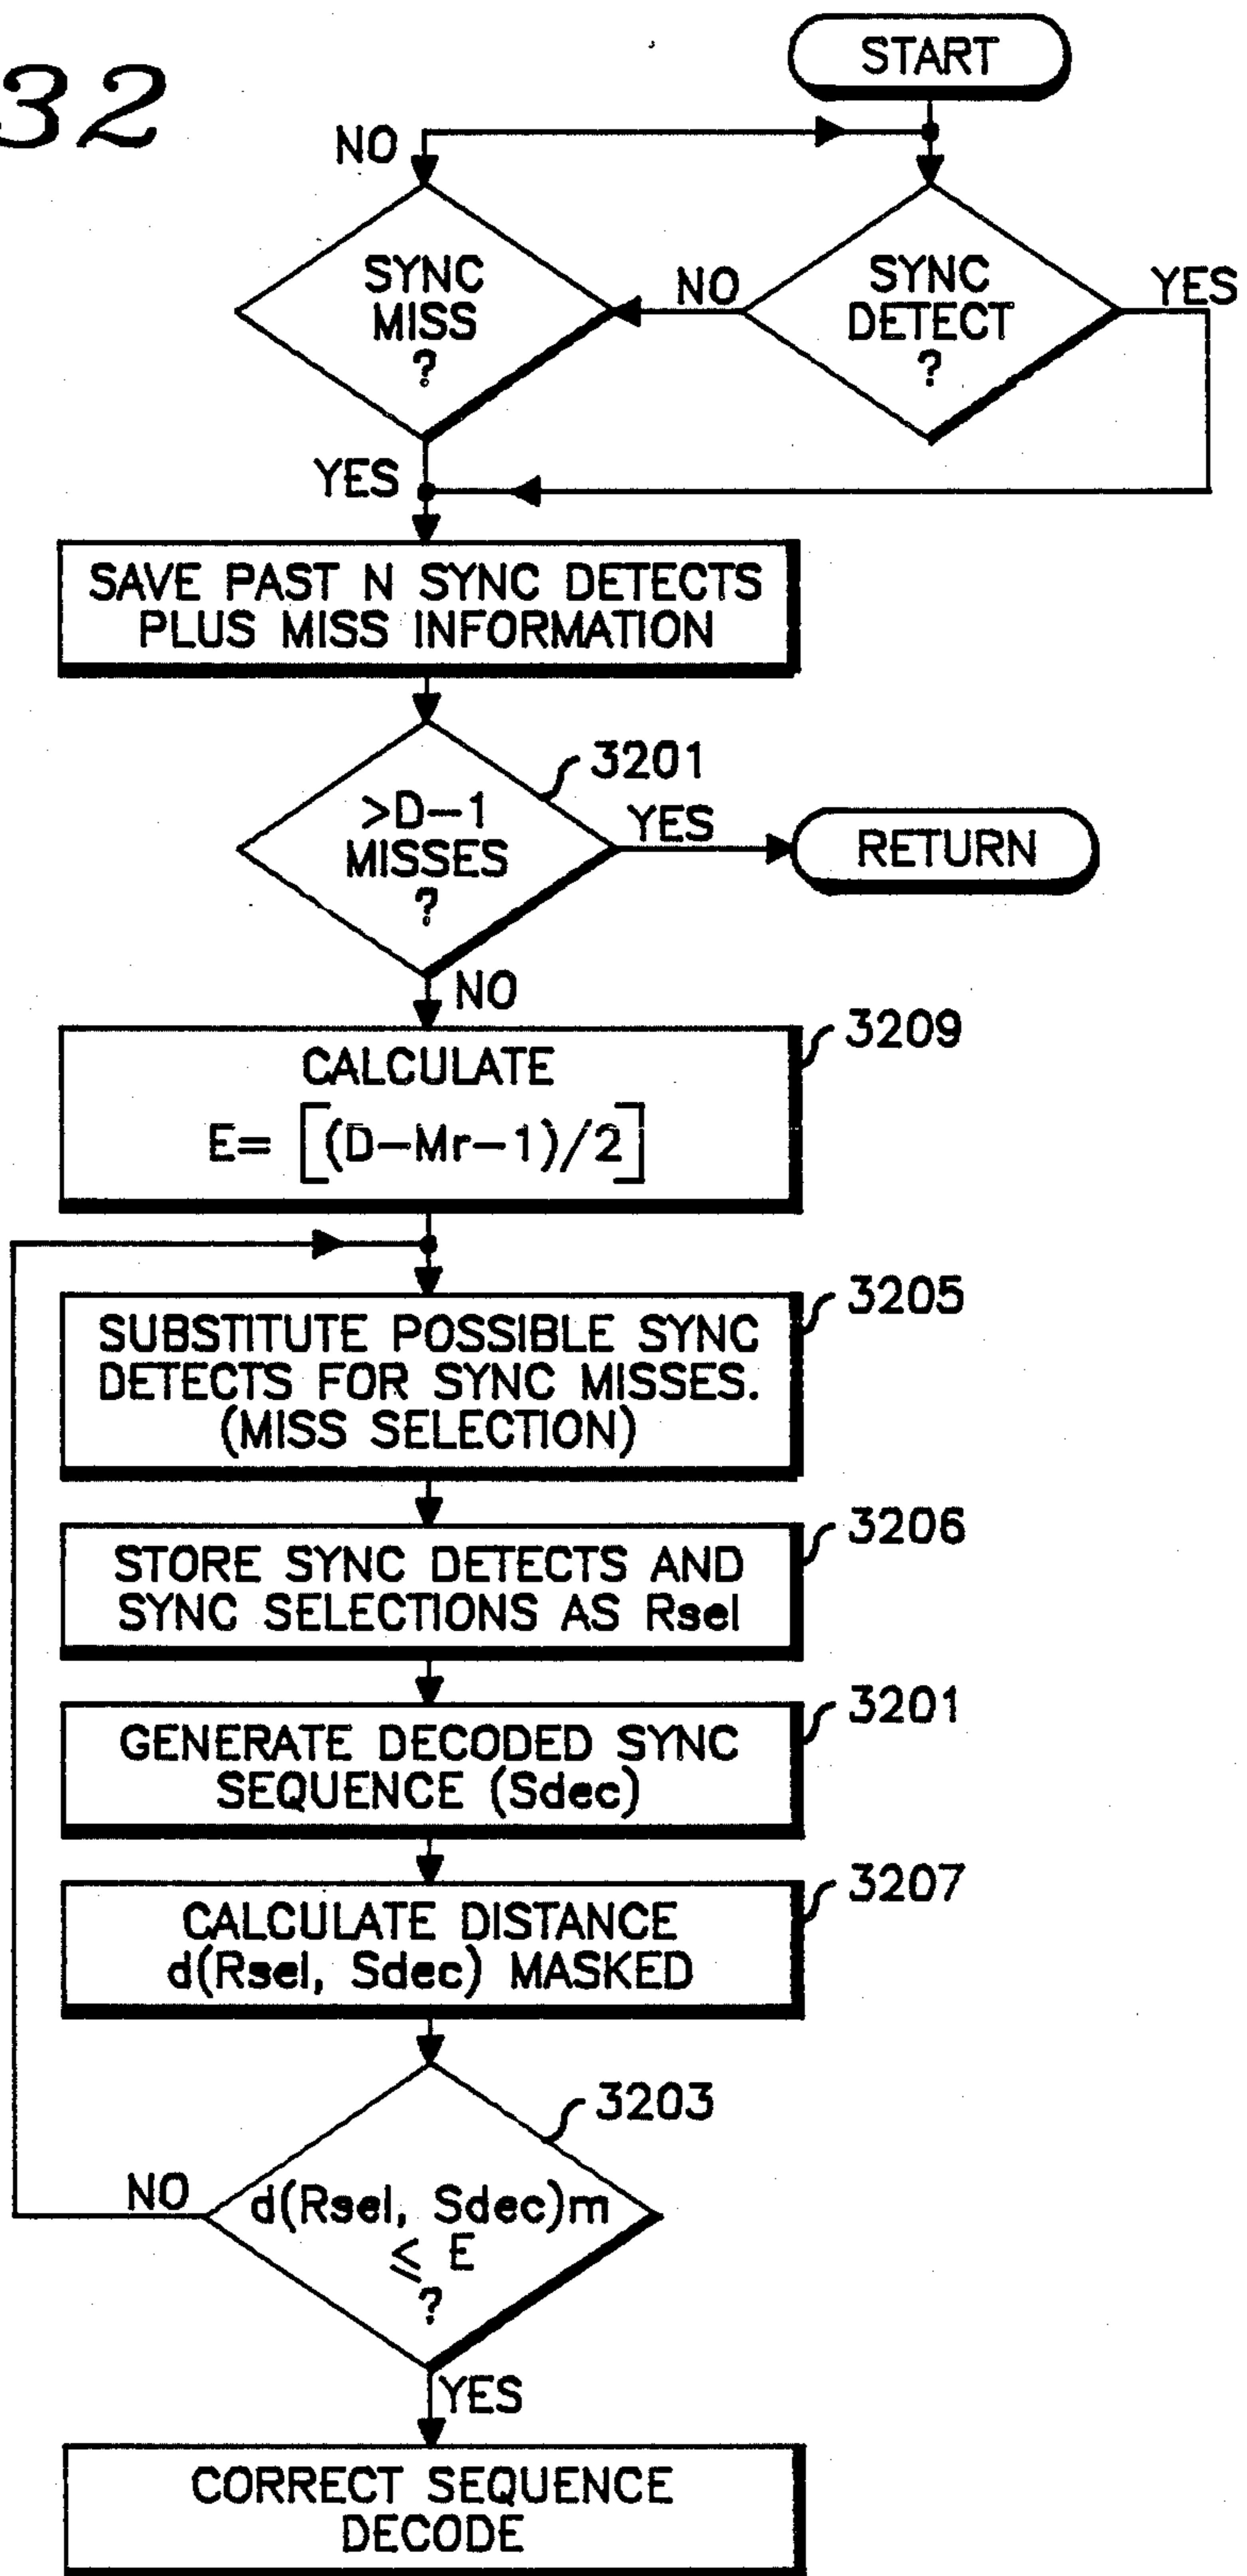 32
START
NO
SYNC
MISS
?
NO
SYNC
DETECT
?
YES
YES
SAVE PAST N SYNC DETECTS
PLUS MISS INFORMATION
3201
>D-1
MISSES
?
YES
RETURN
NO
3209
CALCULATE
E= [(D-Mr-1)/2]
3205
SUBSTITUTE POSSIBLE SYNC
DETECTS FOR SYNC MISSES.
(MISS SELECTION)
3206
STORE SYNC DETECTS AND
SYNC SELECTIONS AS Rsel
3201
GENERATE DECODED SYNC
SEQUENCE (Sdec)
3207
CALCULATE DISTANCE
d(Rsel, Sdec) MASKED
3203
NO
d(Rsel, Sdec)m
≤ E
?
YES
CORRECT SEQUENCE
DECODE